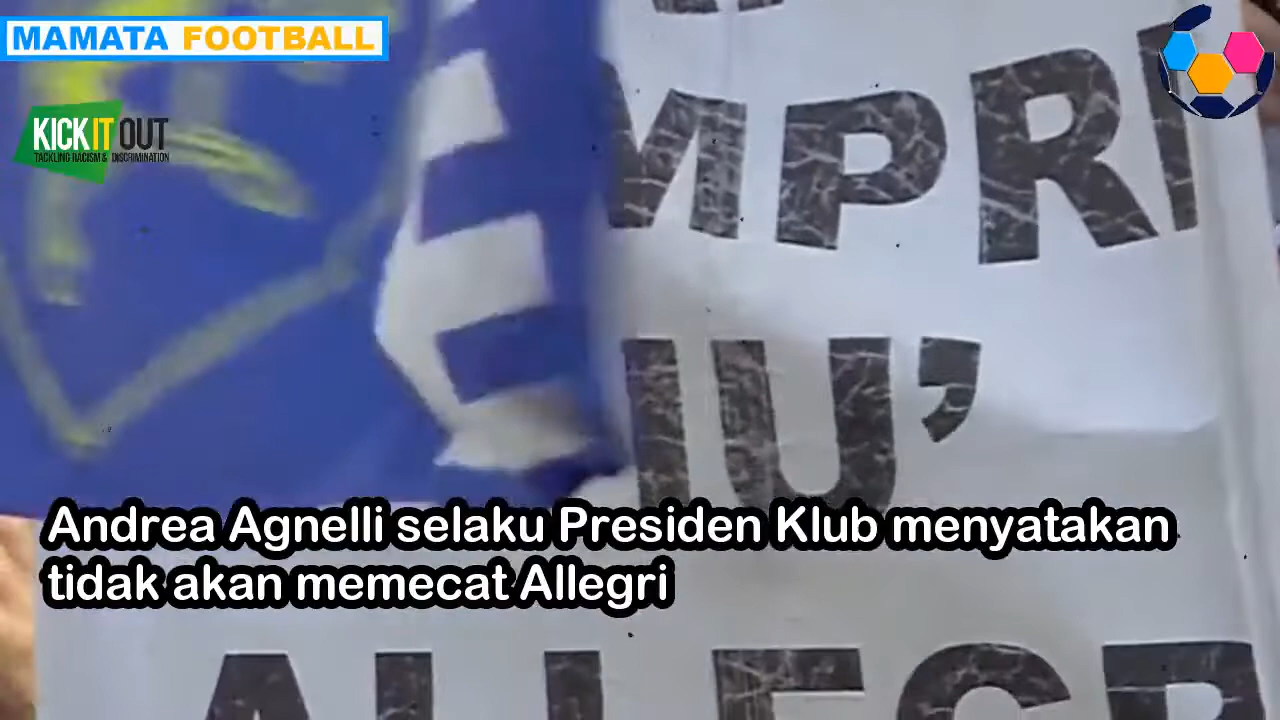 MAMATA FOOTBALL
KICK IT OUT
TACKLING RACISM & DISCRIMINATION
MPRI
IU'
Andrea Agnelli selaku Presiden Klub menyatakan
tidak akan memecat Allegri
ALLEGR